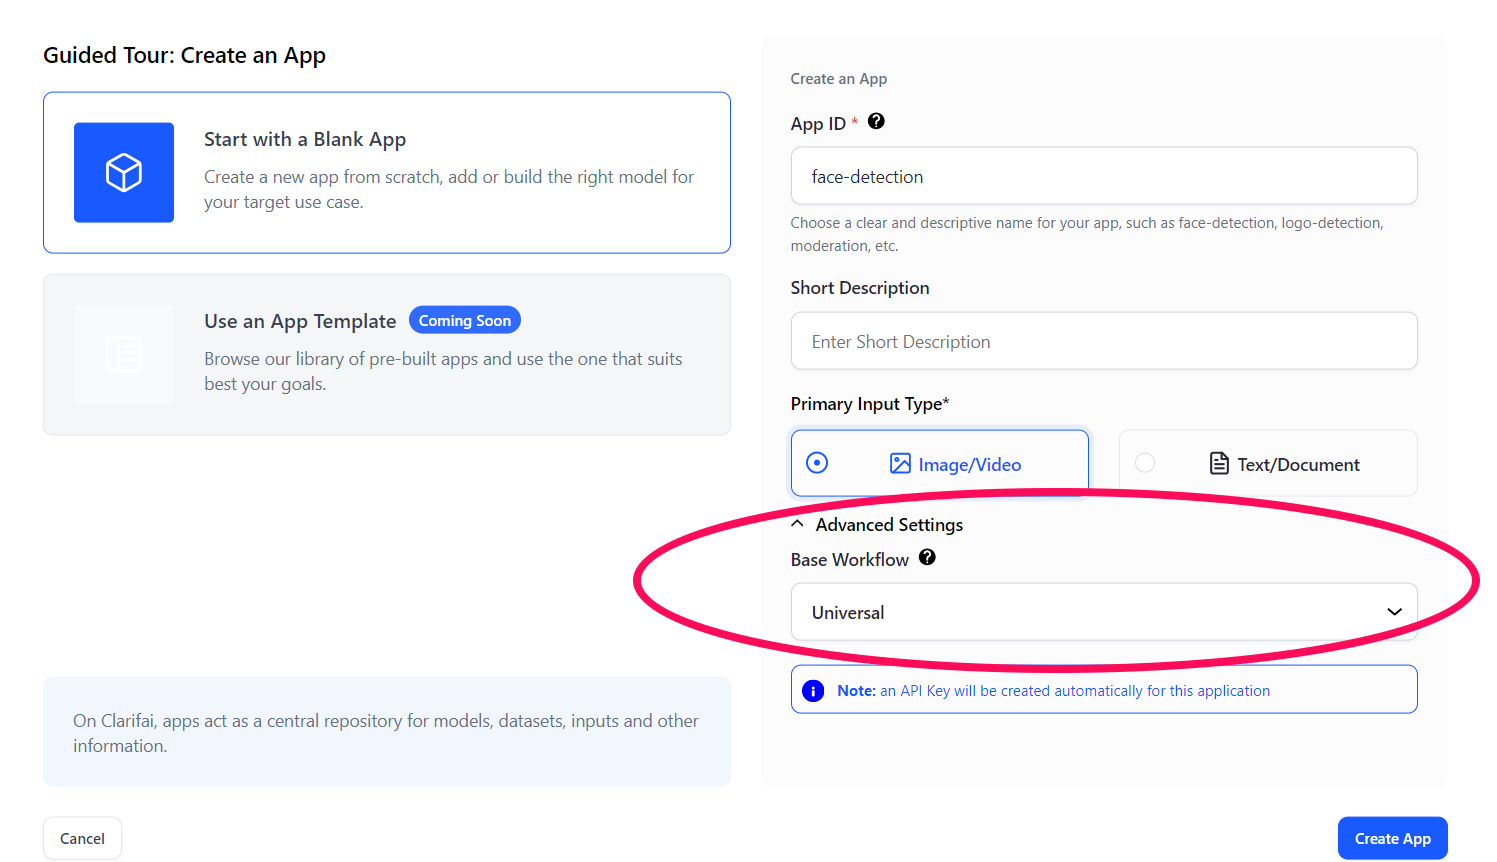 Guided Tour: Create an App
Start with a Blank App
Create a new app from scratch, add or build the right model for
your target use case.
Use an App Template Coming Soon
Browse our library of pre-built apps and use the one that suits
best your goals.
On Clarifai, apps act as a central repository for models, datasets, inputs and other
information.
Cancel
Create an App
App ID *
face-detection
Choose a clear and descriptive name for your app, such as face-detection, logo-detection,
moderation, etc.
Short Description
Enter Short Description
Primary Input Type*
Image/Video
Text/Document
Advanced Settings
Base Workflow
Universal
Note: an API Key will be created automatically for this application
Create App